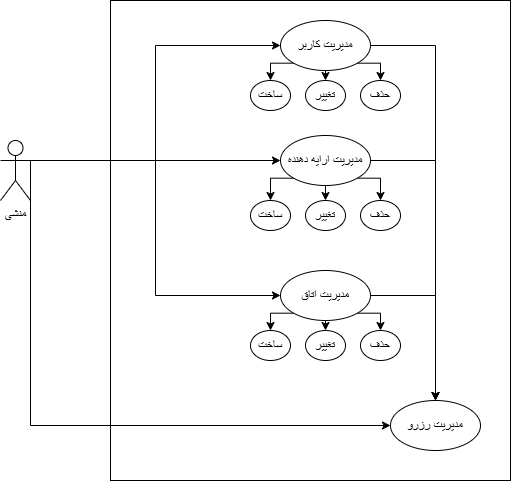 مدیریت کاربر
حذف
تغییر
ساخت
مدیریت ارایه دهنده
حذف
تغییر
ساخت
منشی
مدیریت اتاق
حذف
تغییر
ساخت
مدیریت رزرو